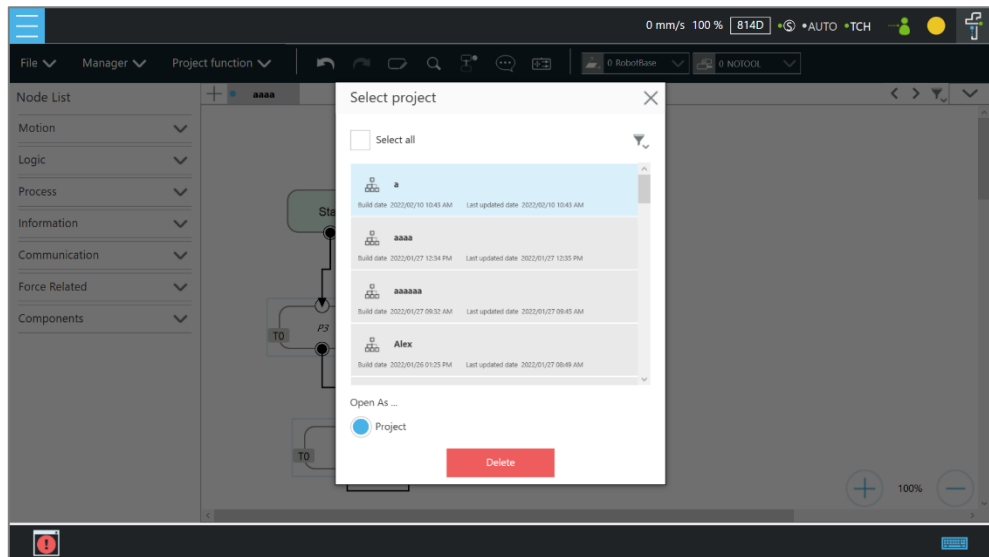 0 mm/s 100 % 814D •Ⓢ •AUTO •TCH
File Manager Project function 0 RobotBase 0 NOTOOL
Node List
aaaa
Motion
Logic
Process
Information
Communication
Force Related
Components
Sta
P3
T0
T0
Select project
Select all
a
Build date 2022/02/10 10:43 AM Last updated date 2022/02/10 10:43 AM
aaaa
Build date 2022/01/27 12:34 PM Last updated date 2022/01/27 12:35 PM
aaaaaa
Build date 2022/01/27 09:32 AM Last updated date 2022/01/27 09:45 AM
Alex
Build date 2022/01/26 01:25 PM Last updated date 2022/01/27 08:49 AM
Open As ...
Project
Delete
100%